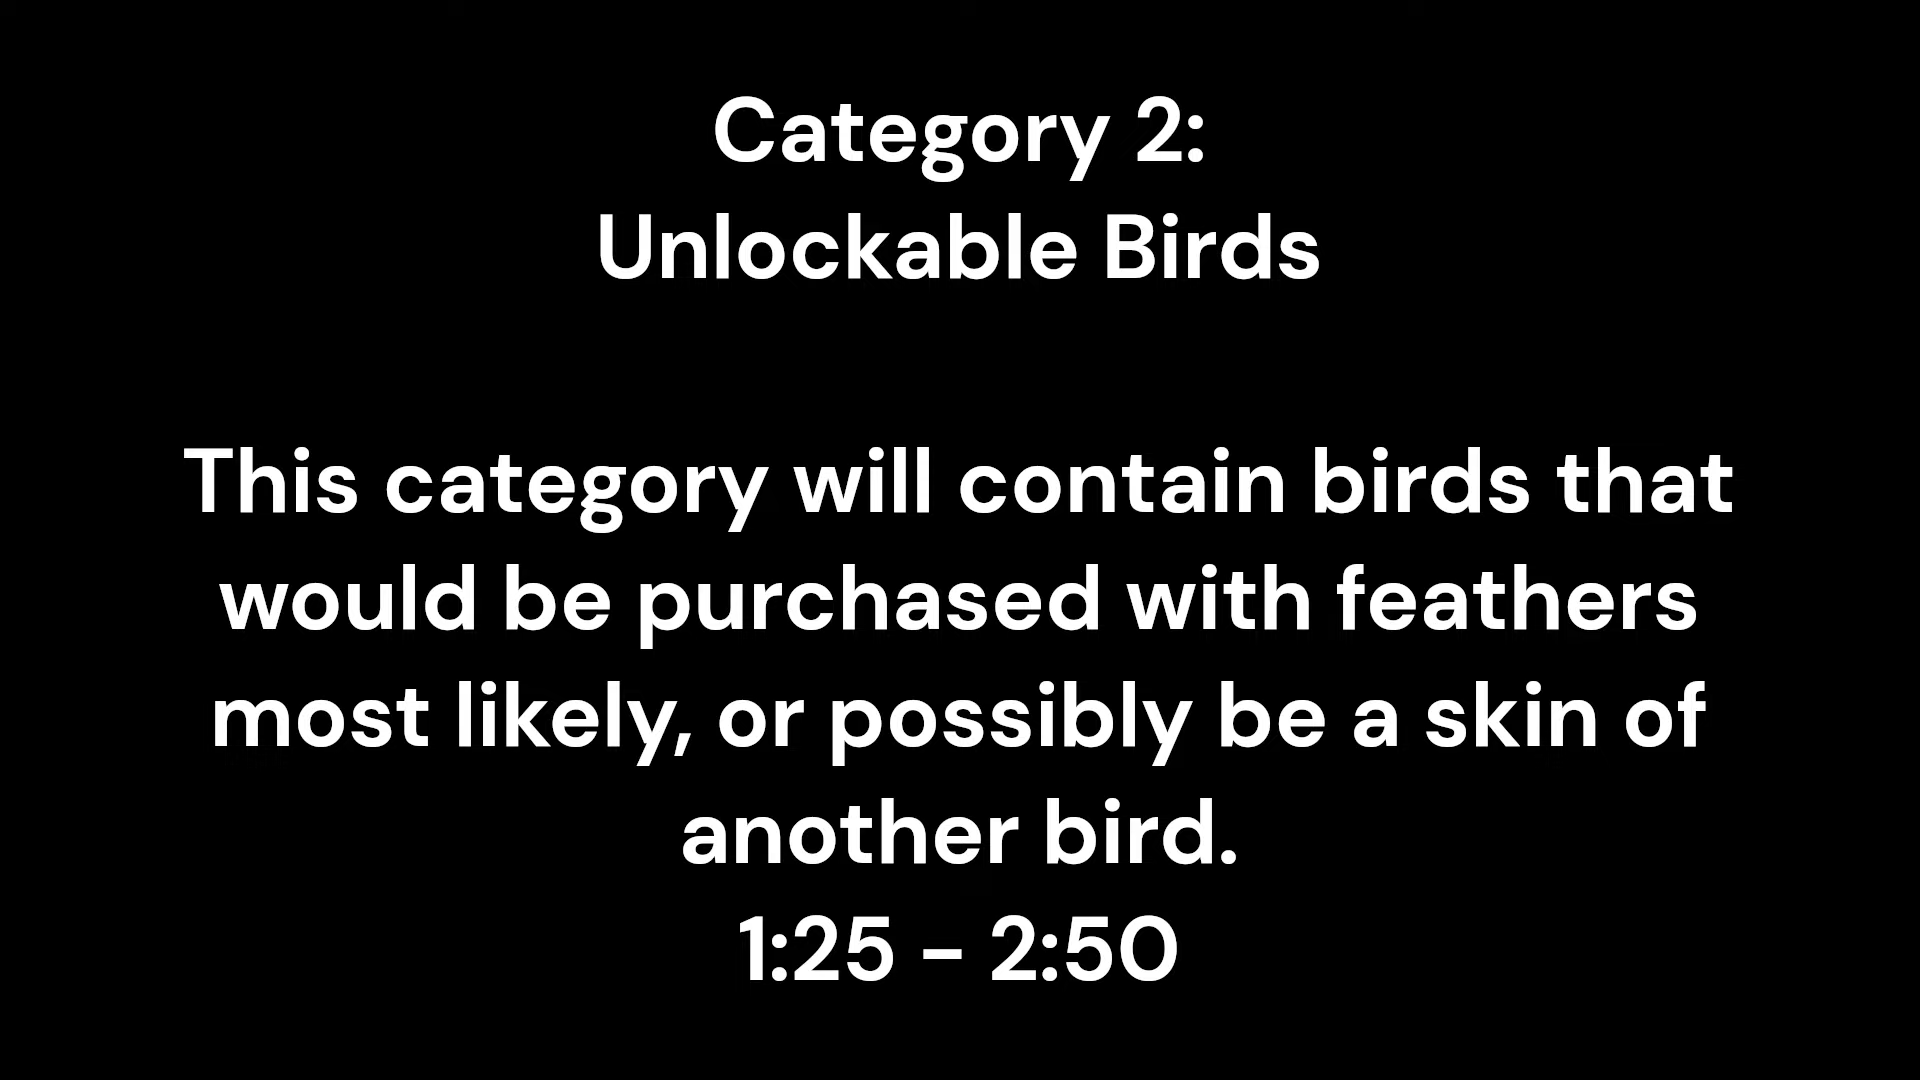 Category 2:
Unlockable Birds
This category will contain birds that
would be purchased with feathers
most likely, or possibly be a skin of
another bird.
1:25 - 2:50